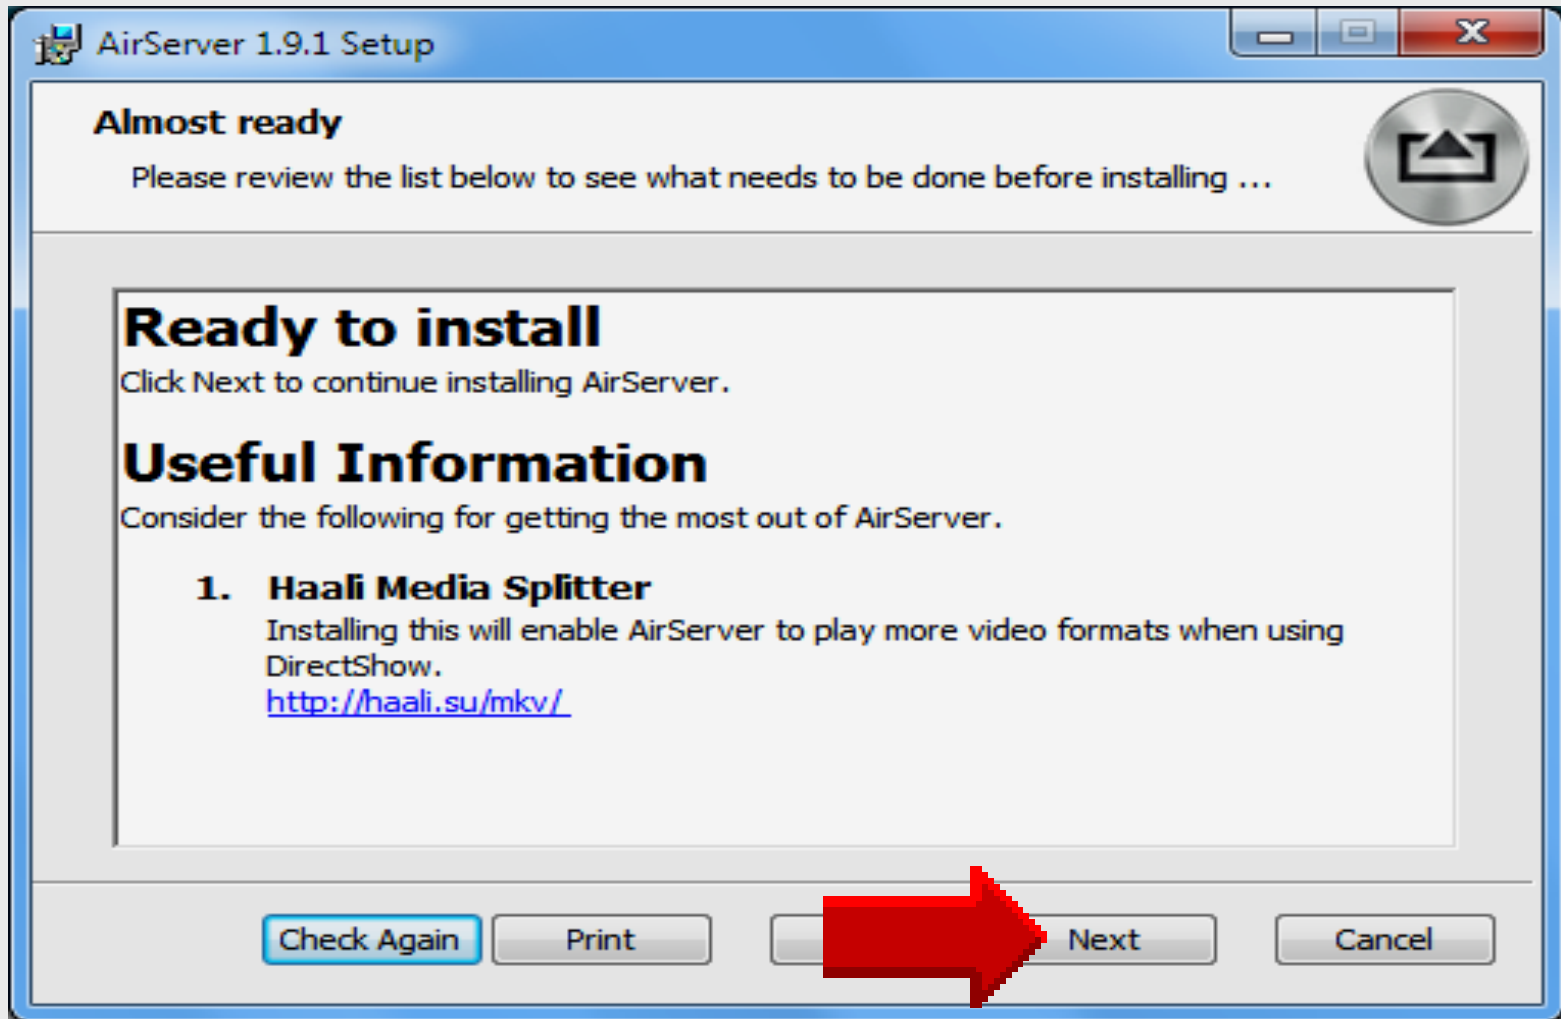 AirServer 1.9.1 Setup
Almost ready
Please review the list below to see what needs to be done before installing ...
Ready to install
Click Next to continue installing AirServer.
Useful Information
Consider the following for getting the most out of AirServer.
1. Haali Media Splitter
Installing this will enable AirServer to play more video formats when using
DirectShow.
http://haali.su/mkv/
Check Again Print Next Cancel